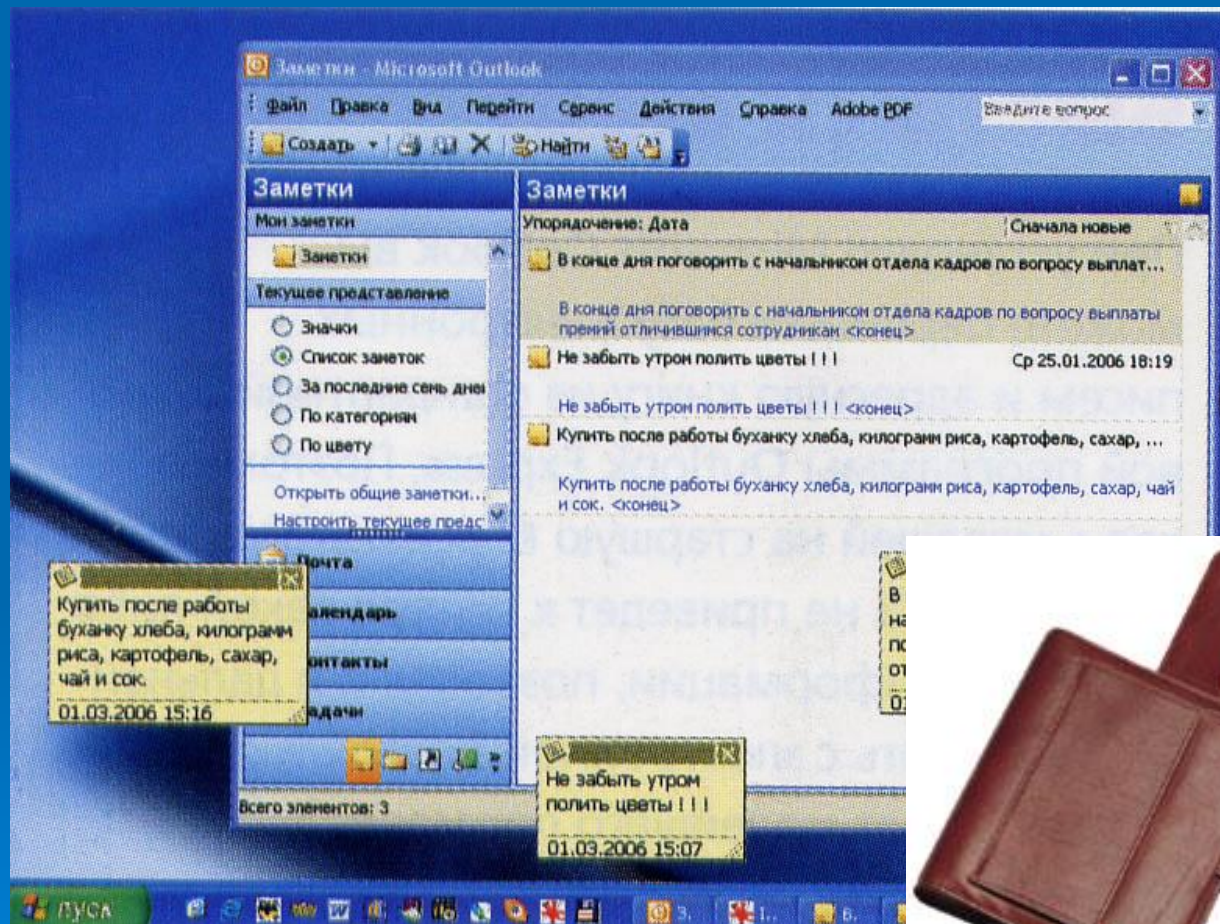 Заметки - Microsoft Outlook
Файл Правка Вид Перейти Сервис Действия Справка Adobe PDF Введите вопрос
Создать Найти
Заметки
Мои заметки
Заметки
Текущее представление
Значки
Список заметок
За последние семь дней
По категориям
По цвету
Открыть общие заметки...
Настроить текущее предс
Почта
алендарь
онтакты
адачи
Всего элементов: 3
Заметки
Упорядочение: Дата Сначала новые
В конце дня поговорить с начальником отдела кадров по вопросу выплат...
В конце дня поговорить с начальником отдела кадров по вопросу выплаты
премий отличившимся сотрудникам <конец>
Не забыть утром полить цветы ! ! ! Ср 25.01.2006 18:19
Не забыть утром полить цветы ! ! ! <конец>
Купить после работы буханку хлеба, килограмм риса, картофель, сахар, ...
Купить после работы буханку хлеба, килограмм риса, картофель, сахар, чай
и сок. <конец>
Купить после работы
буханку хлеба, килограмм
риса, картофель, сахар,
чай и сок.
01.03.2006 15:16
Не забыть утром
полить цветы ! ! !
01.03.2006 15:07
В
на
по
от
пуск